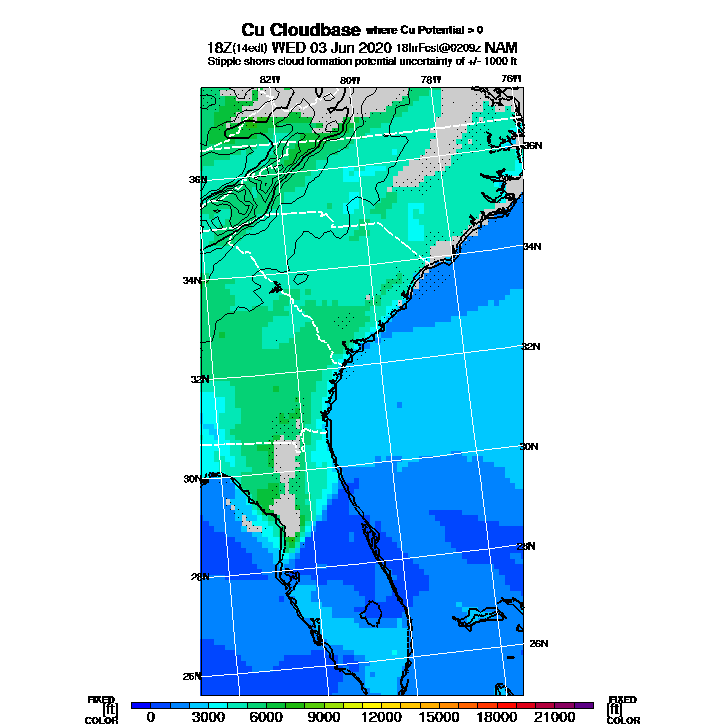 Cu Cloudbase where Cu Potential > 0
18Z(14edt) WED 03 Jun 2020 18hrFcst@0209z NAM
Stipple shows cloud formation potential uncertainty of +/- 1000 ft
82W 80W 78W 76W
36N
36N
34N
34N
32N
32N
30N
30N
28N
28N
26N
26N
FIXED FIXED
[ft] [ft]
COLOR COLOR
0 3000 6000 9000 12000 15000 18000 21000